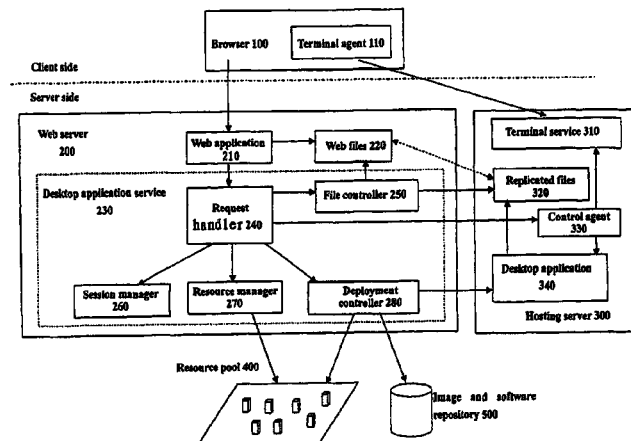 Browser 100
Terminal agent 110
Client side
Server side
Web server
200
Web application
210
Web files 220
Terminal service 310
Desktop application service
230
Request
handler 240
File controller 250
Replicated files
320
Control agent
330
Session manager
260
Resource manager
270
Deployment
controller 280
Desktop application
340
Hosting server 300
Resource pool 400
Image and software
repository 500